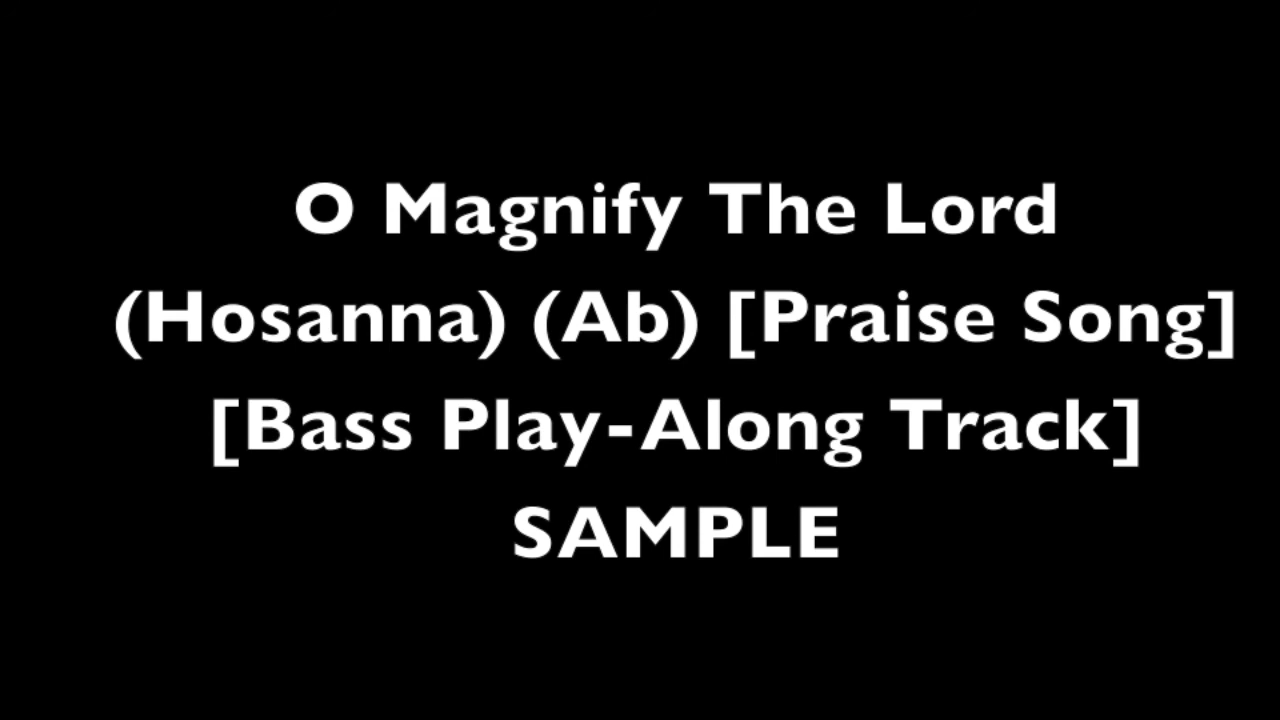 O Magnify The Lord
(Hosanna) (Ab) [Praise Song]
[Bass Play-Along Track]
SAMPLE